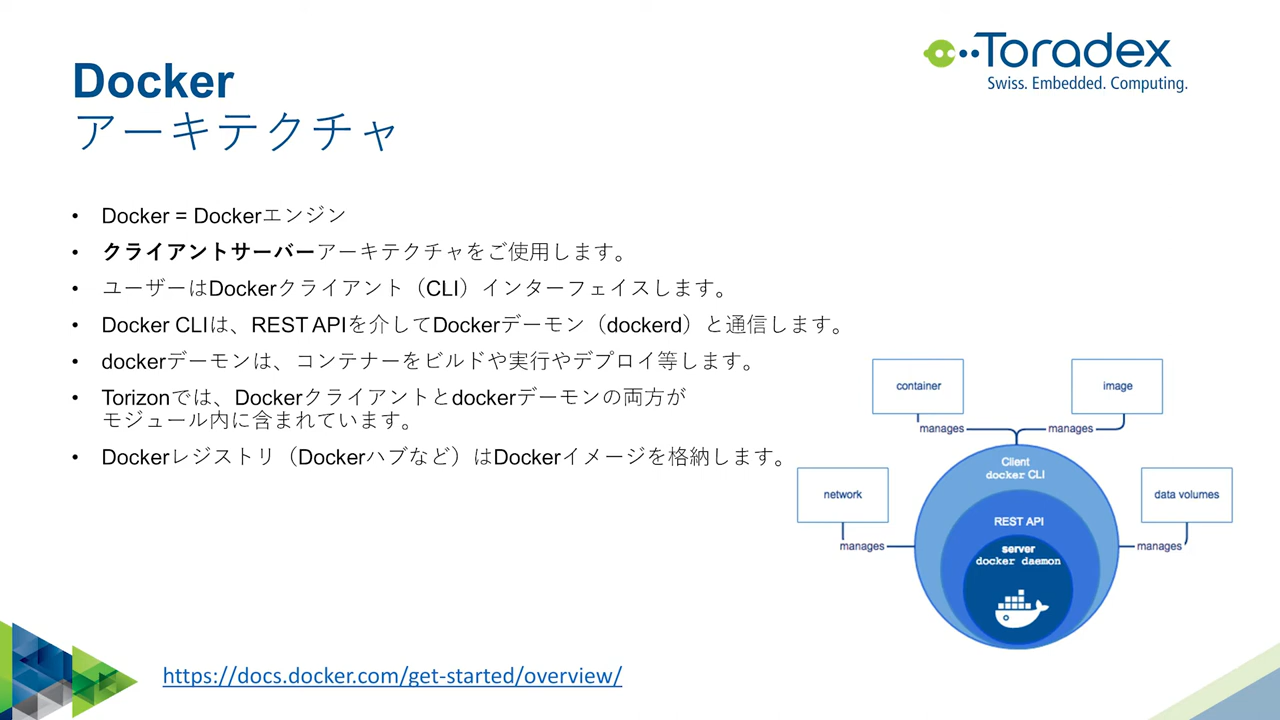 Toradex
Swiss. Embedded. Computing.
Docker
アーキテクチャ
• Docker = Dockerエンジン
• クライアントサーバーアーキテクチャをご使用します。
• ユーザーはDockerクライアント（CLI）インターフェイスします。
• Docker CLIは、REST APIを介してDockerデーモン（dockerd）と通信します。
• dockerデーモンは、コンテナーをビルドや実行やデプロイ等します。
• Torizonでは、Dockerクライアントとdockerデーモンの両方が
モジュール内に含まれています。
• Dockerレジストリ（Dockerハブなど）はDockerイメージを格納します。
container
image
manages
manages
Client
docker CLI
network
data volumes
REST API
manages
manages
server
docker daemon
https://docs.docker.com/get-started/overview/